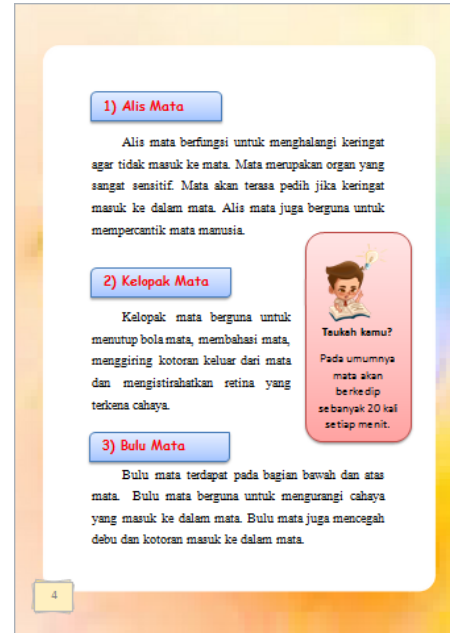 1) Alis Mata
Alis mata berfungsi untuk menghalangi keringat
agar tidak masuk ke mata. Mata merupakan organ yang
sangat sensitif. Mata akan terasa pedih jika keringat
masuk ke dalam mata. Alis mata juga berguna untuk
mempercantik mata manusia.
2) Kelopak Mata
Kelopak mata berguna untuk
menutup bola mata, membahasi mata,
menggiring kotoran keluar dari mata
dan mengistirahatkan retina yang
terkena cahaya.
Taukah kamu?
Pada umumnya
mata akan
berkedip
sebanyak 20 kali
setiap menit.
3) Bulu Mata
Bulu mata terdapat pada bagian bawah dan atas
mata. Bulu mata berguna untuk mengurangi cahaya
yang masuk ke dalam mata. Bulu mata juga mencegah
debu dan kotoran masuk ke dalam mata.
4